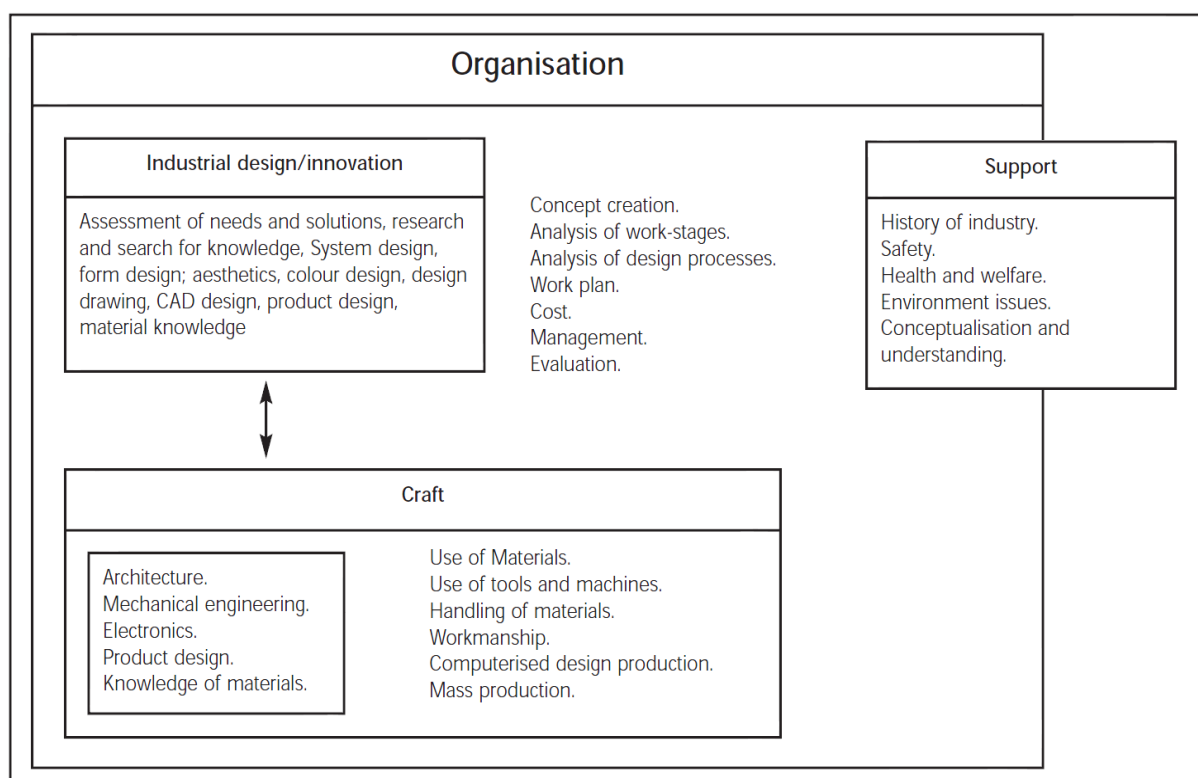 Organisation
Industrial design/innovation
Assessment of needs and solutions, research
and search for knowledge, System design,
form design; aesthetics, colour design, design
drawing, CAD design, product design,
material knowledge
Concept creation.
Analysis of work-stages.
Analysis of design processes.
Work plan.
Cost.
Management.
Evaluation.
Support
History of industry.
Safety.
Health and welfare.
Environment issues.
Conceptualisation and
understanding.
Craft
Architecture.
Mechanical engineering.
Electronics.
Product design.
Knowledge of materials.
Use of Materials.
Use of tools and machines.
Handling of materials.
Workmanship.
Computerised design production.
Mass production.